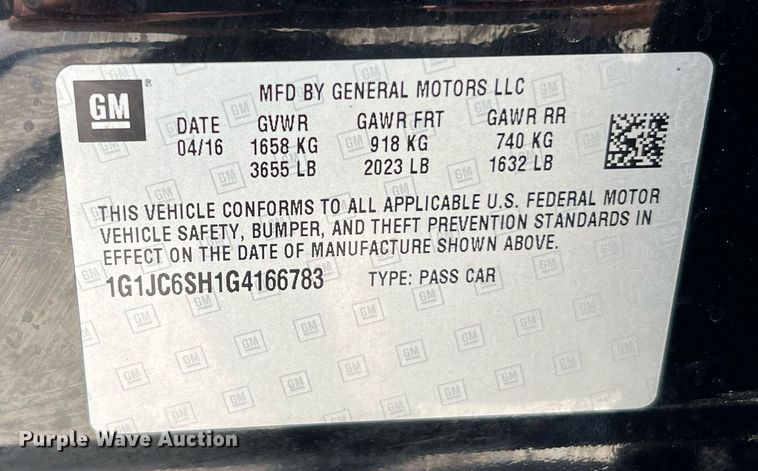 GM ®
MFD BY GENERAL MOTORS LLC
DATE GVWR GAWR FRT GAWR RR
04/16 1658 KG 918 KG 740 KG
3655 LB 2023 LB 1632 LB
THIS VEHICLE CONFORMS TO ALL APPLICABLE U.S. FEDERAL MOTOR
VEHICLE SAFETY, BUMPER, AND THEFT PREVENTION STANDARDS IN
EFFECT ON THE DATE OF MANUFACTURE SHOWN ABOVE.
1G1JC6SH1G4166783 TYPE: PASS CAR
Purple Wave Auction